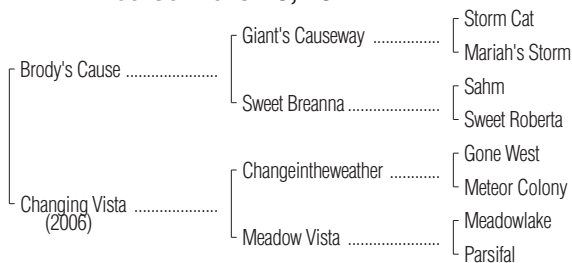 Storm Cat
Giant's Causeway ................
Mariah's Storm
Brody's Cause ......................
Sahm
Sweet Breanna ......................
Sweet Roberta
Gone West
Changeintheweather ............
Meteor Colony
Changing Vista ....................
(2006)
Meadowlake
Meadow Vista ......................
Parsifal